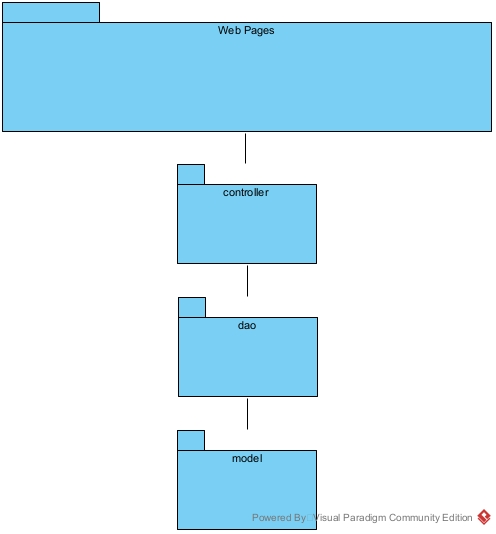 Web Pages
controller
dao
model
Powered By Visual Paradigm Community Edition